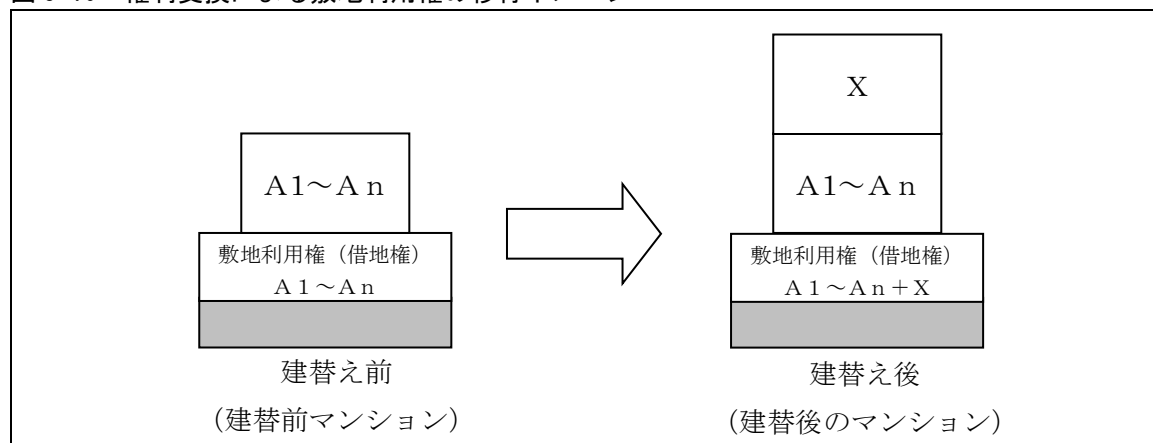 A1~An
敷地利用権（借地権）
A1~An
建替え前
（建替前マンション）
X
A1~An
敷地利用権（借地権）
A1~An＋X
建替え後
（建替後のマンション）